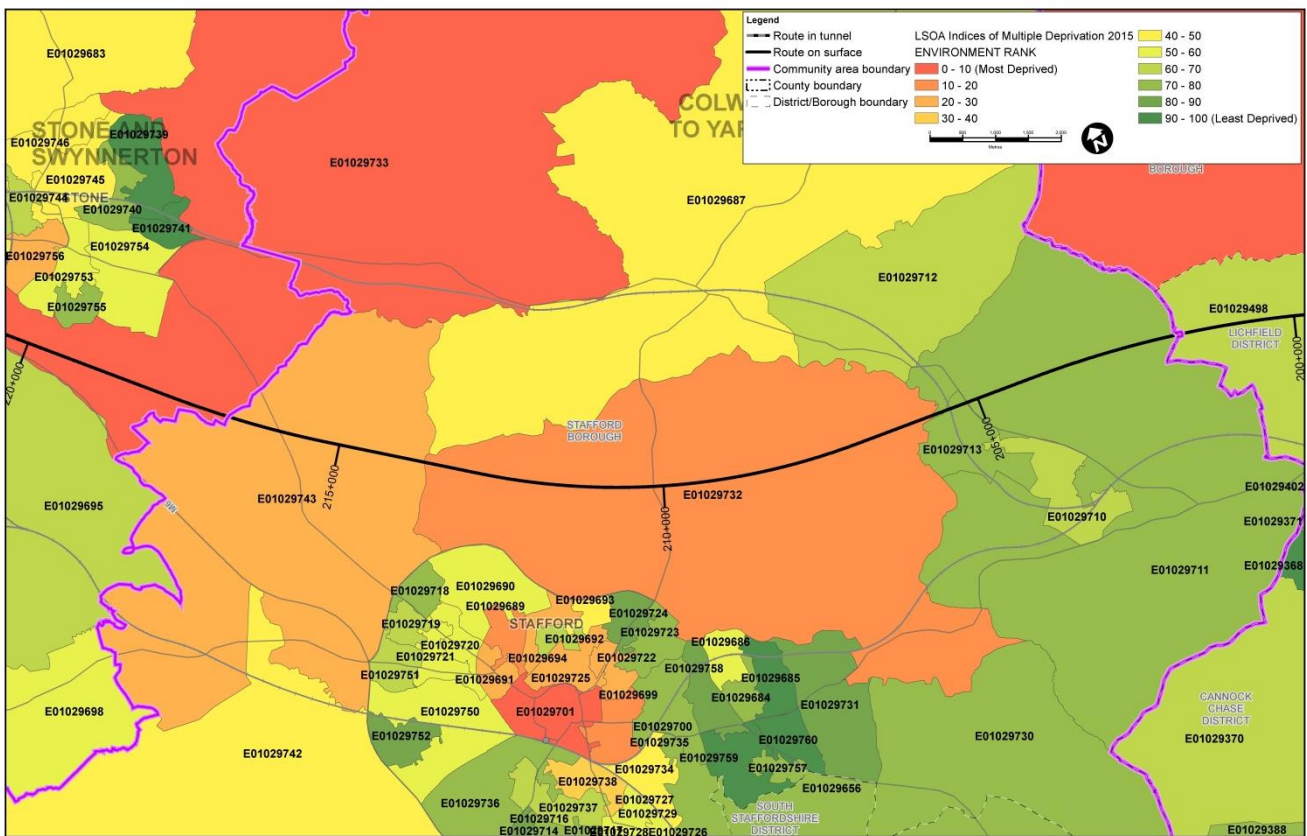 Legend
Route in tunnel
Route on surface
Community area boundary
County boundary
District/Borough boundary
LSOA Indices of Multiple Deprivation 2015
ENVIRONMENT RANK
0 - 10 (Most Deprived)
10 - 20
20 - 30
30 - 40
40 - 50
50 - 60
60 - 70
70 - 80
80 - 90
90 - 100 (Least Deprived)
0 500 1,000 2,000
Metres
N
E01029683
COLW
TO YAR
STONE AND
SWYNNERTON
E01029739
E01029746
E01029745
E01029744
STONE
E01029740
E01029741
E01029754
E01029756
E01029753
E01029755
E01029733
E01029687
BOROUGH
E01029712
E01029498
LICHFIELD
DISTRICT
220+000
200+000
STAFFORD
BOROUGH
205+000
E01029713
215+000
E01029743
E01029732
210+000
M6
E01029695
E01029402
E01029371
E01029710
E01029368
E01029711
E01029718
E01029690
E01029689
E01029693
E01029724
E01029719
STAFFORD
E01029692
E01029723
E01029720
E01029721
E01029694
E01029722
E01029686
E01029758
E01029751
E01029691
E01029725
E01029685
E01029699
E01029684
E01029698
E01029750
E01029701
E01029731
CANNOCK
CHASE
DISTRICT
E01029370
E01029752
E01029700
E01029735
E01029760
E01029730
E01029742
E01029759
E01029734
E01029757
E01029738
E01029656
E01029736
E01029737
E01029727
E01029716
E01029729
SOUTH
STAFFORDSHIRE
DISTRICT
E01029714
E01029728
E01029726
E01029388